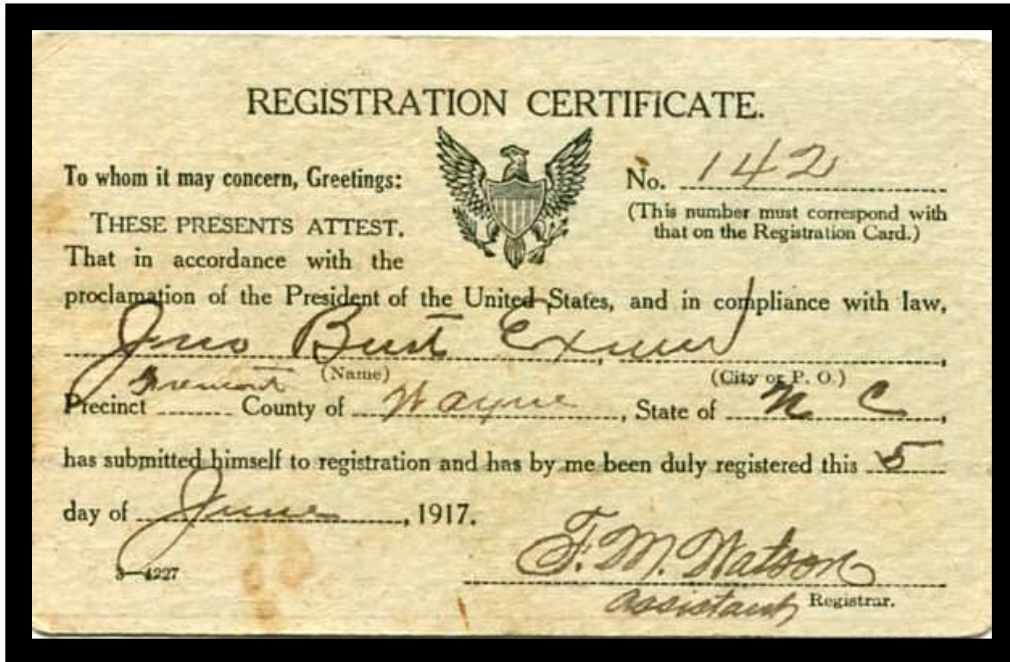 REGISTRATION CERTIFICATE.
To whom it may concern, Greetings:
No. 142
(This number must correspond with
that on the Registration Card.)
THESE PRESENTS ATTEST.
That in accordance with the
proclamation of the President of the United States, and in compliance with law,
Jno Burt
(Name) (City or P. O.)
Fremont
Precinct County of Wayne, State of N C,
has submitted himself to registration and has by me been duly registered this 5
day of June, 1917.
F. M. Watson
3—4227
assistant Registrar.